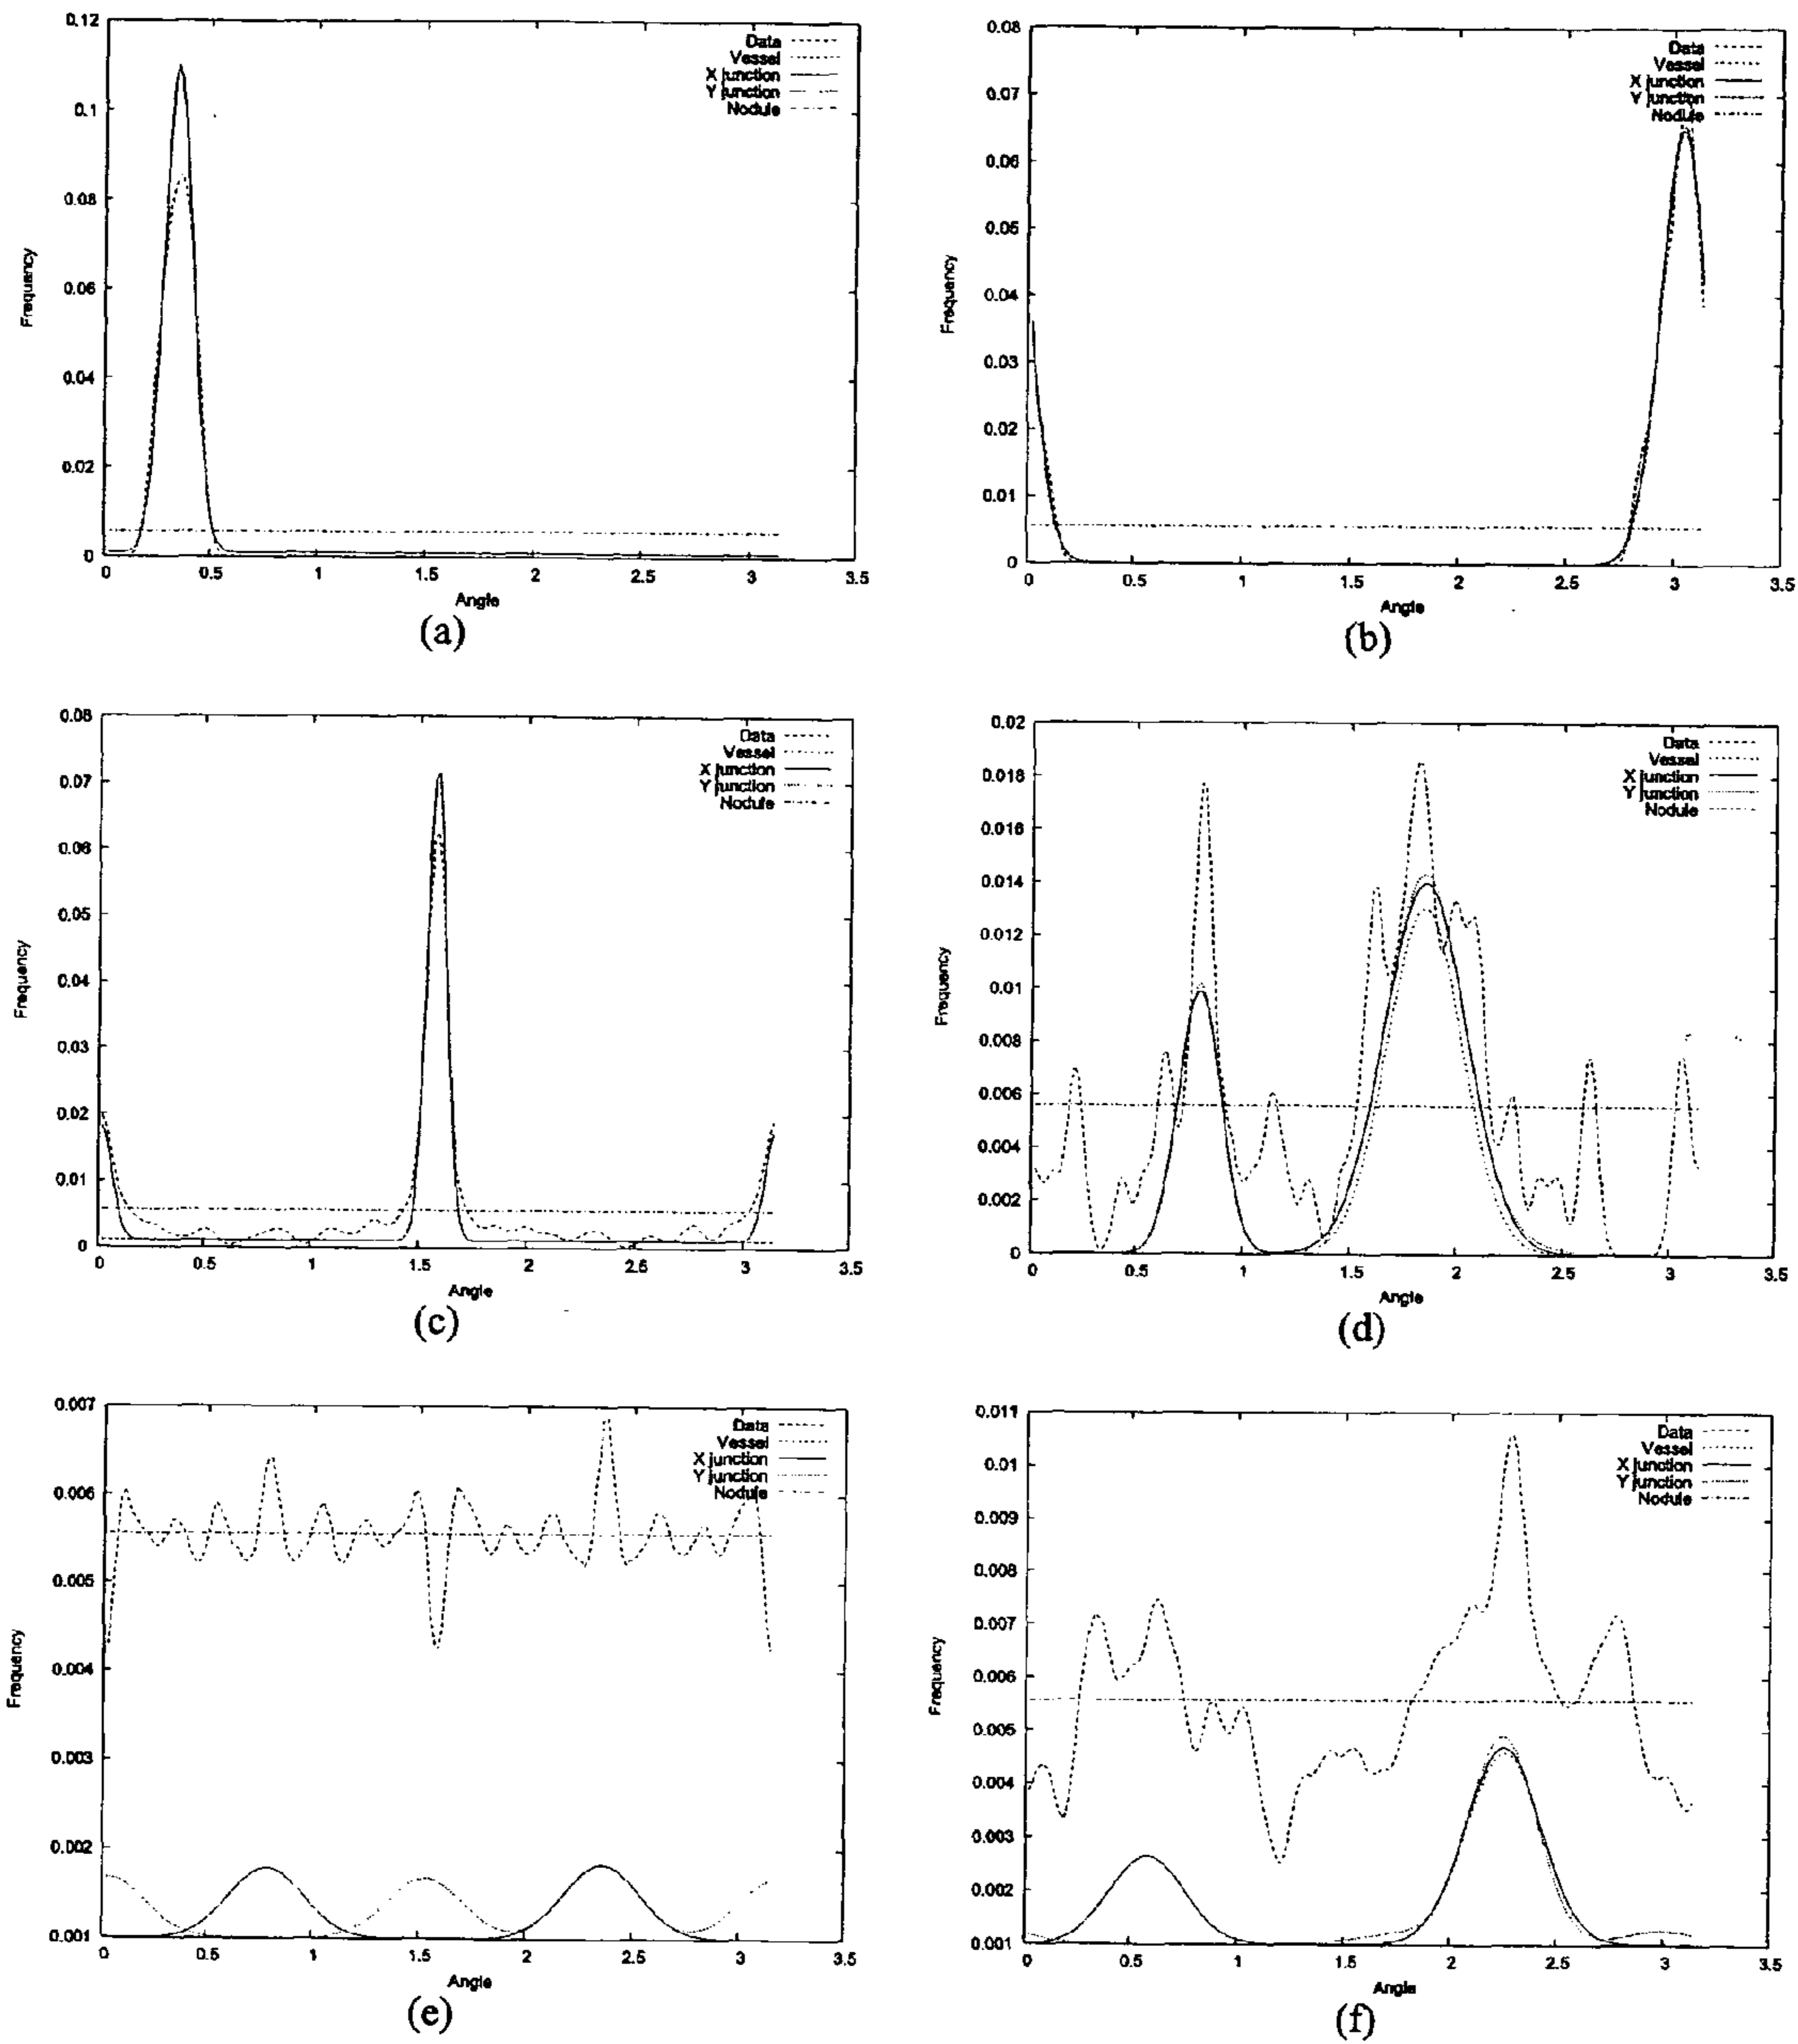 0.12
0.1
0.08
0.06
0.04
0.02
0
0 0.5 1 1.5 2 2.5 3 3.5
Frequency
Angle
Data
Vessel
X junction
Y junction
Nodule
(a)
0.08
0.07
0.06
0.05
0.04
0.03
0.02
0.01
0
0 0.5 1 1.5 2 2.5 3 3.5
Frequency
Angle
Data
Vessel
X junction
Y junction
Nodule
(b)
0.08
0.07
0.06
0.05
0.04
0.03
0.02
0.01
0
0 0.5 1 1.5 2 2.5 3 3.5
Frequency
Angle
Data
Vessel
X junction
Y junction
Nodule
(c)
0.02
0.018
0.016
0.014
0.012
0.01
0.008
0.006
0.004
0.002
0
0 0.5 1 1.5 2 2.5 3 3.5
Frequency
Angle
Data
Vessel
X junction
Y junction
Nodule
(d)
0.007
0.006
0.005
0.004
0.003
0.002
0.001
0 0.5 1 1.5 2 2.5 3 3.5
Frequency
Angle
Data
Vessel
X junction
Y junction
Nodule
(e)
0.011
0.01
0.009
0.008
0.007
0.006
0.005
0.004
0.003
0.002
0.001
0 0.5 1 1.5 2 2.5 3 3.5
Frequency
Angle
Data
Vessel
X junction
Y junction
Nodule
(f)